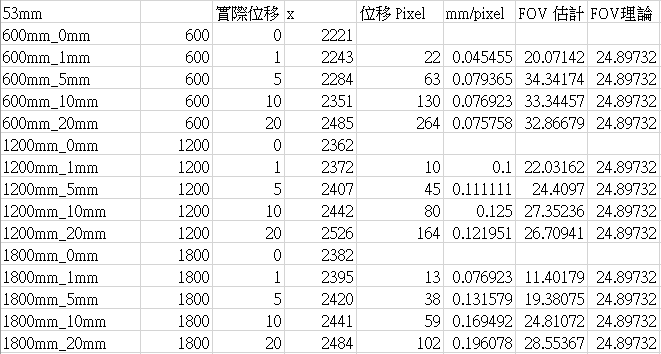 53mm 實際位移 x 位移 Pixel mm/pixel FOV 估計 FOV理論
600mm_0mm 600 0 2221
600mm_1mm 600 1 2243 22 0.045455 20.07142 24.89732
600mm_5mm 600 5 2284 63 0.079365 34.34174 24.89732
600mm_10mm 600 10 2351 130 0.076923 33.34457 24.89732
600mm_20mm 600 20 2485 264 0.075758 32.86679 24.89732
1200mm_0mm 1200 0 2362
1200mm_1mm 1200 1 2372 10 0.1 22.03162 24.89732
1200mm_5mm 1200 5 2407 45 0.111111 24.4097 24.89732
1200mm_10mm 1200 10 2442 80 0.125 27.35236 24.89732
1200mm_20mm 1200 20 2526 164 0.121951 26.70941 24.89732
1800mm_0mm 1800 0 2382
1800mm_1mm 1800 1 2395 13 0.076923 11.40179 24.89732
1800mm_5mm 1800 5 2420 38 0.131579 19.38075 24.89732
1800mm_10mm 1800 10 2441 59 0.169492 24.81072 24.89732
1800mm_20mm 1800 20 2484 102 0.196078 28.55367 24.89732